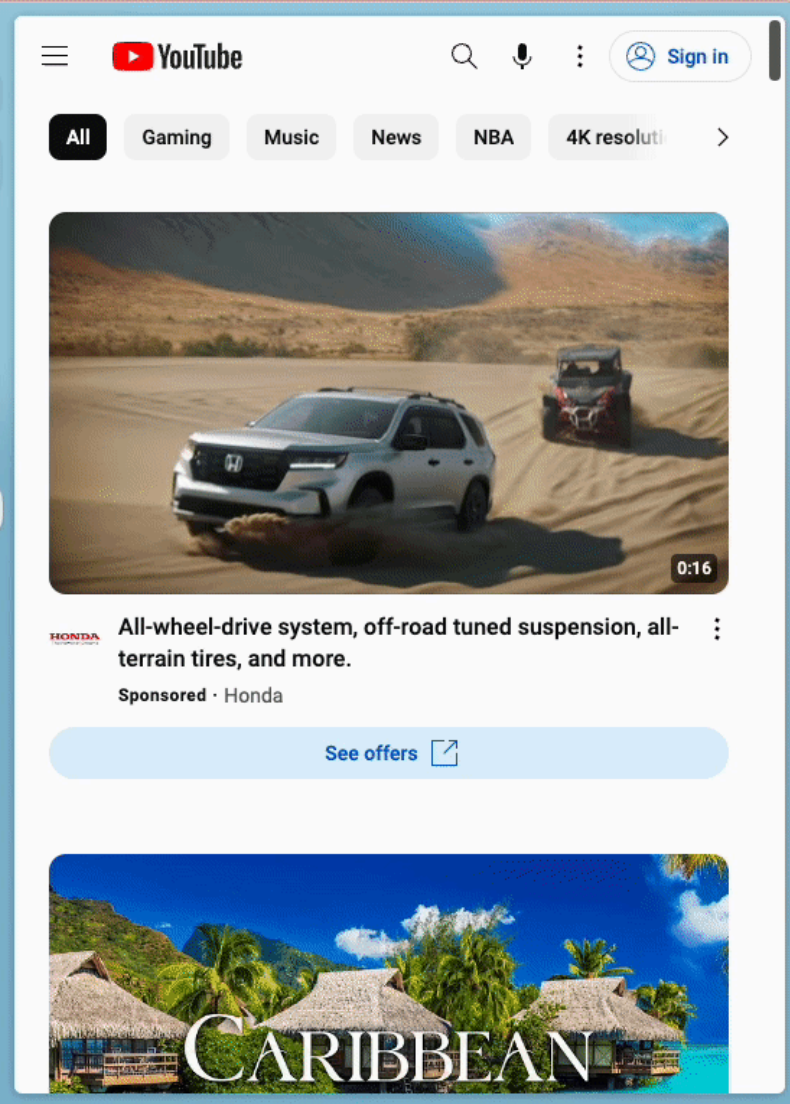 YouTube
Sign in
All Gaming Music News NBA 4K resoluti
0:16
HONDA
All-wheel-drive system, off-road tuned suspension, all-
terrain tires, and more.
Sponsored · Honda
See offers
CARIBBEAN